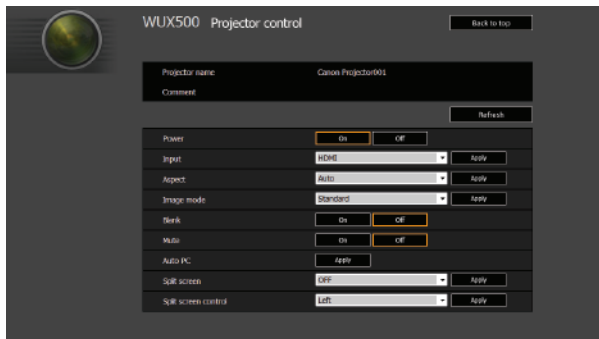 WUX500 Projector control Back to top
Projector name Canon Projector001
Comment
Refresh
Power On Off
Input HDMI Apply
Aspect Auto Apply
Image mode Standard Apply
Blank On Off
Mute On Off
Auto PC Apply
Split screen OFF Apply
Split screen control Left Apply